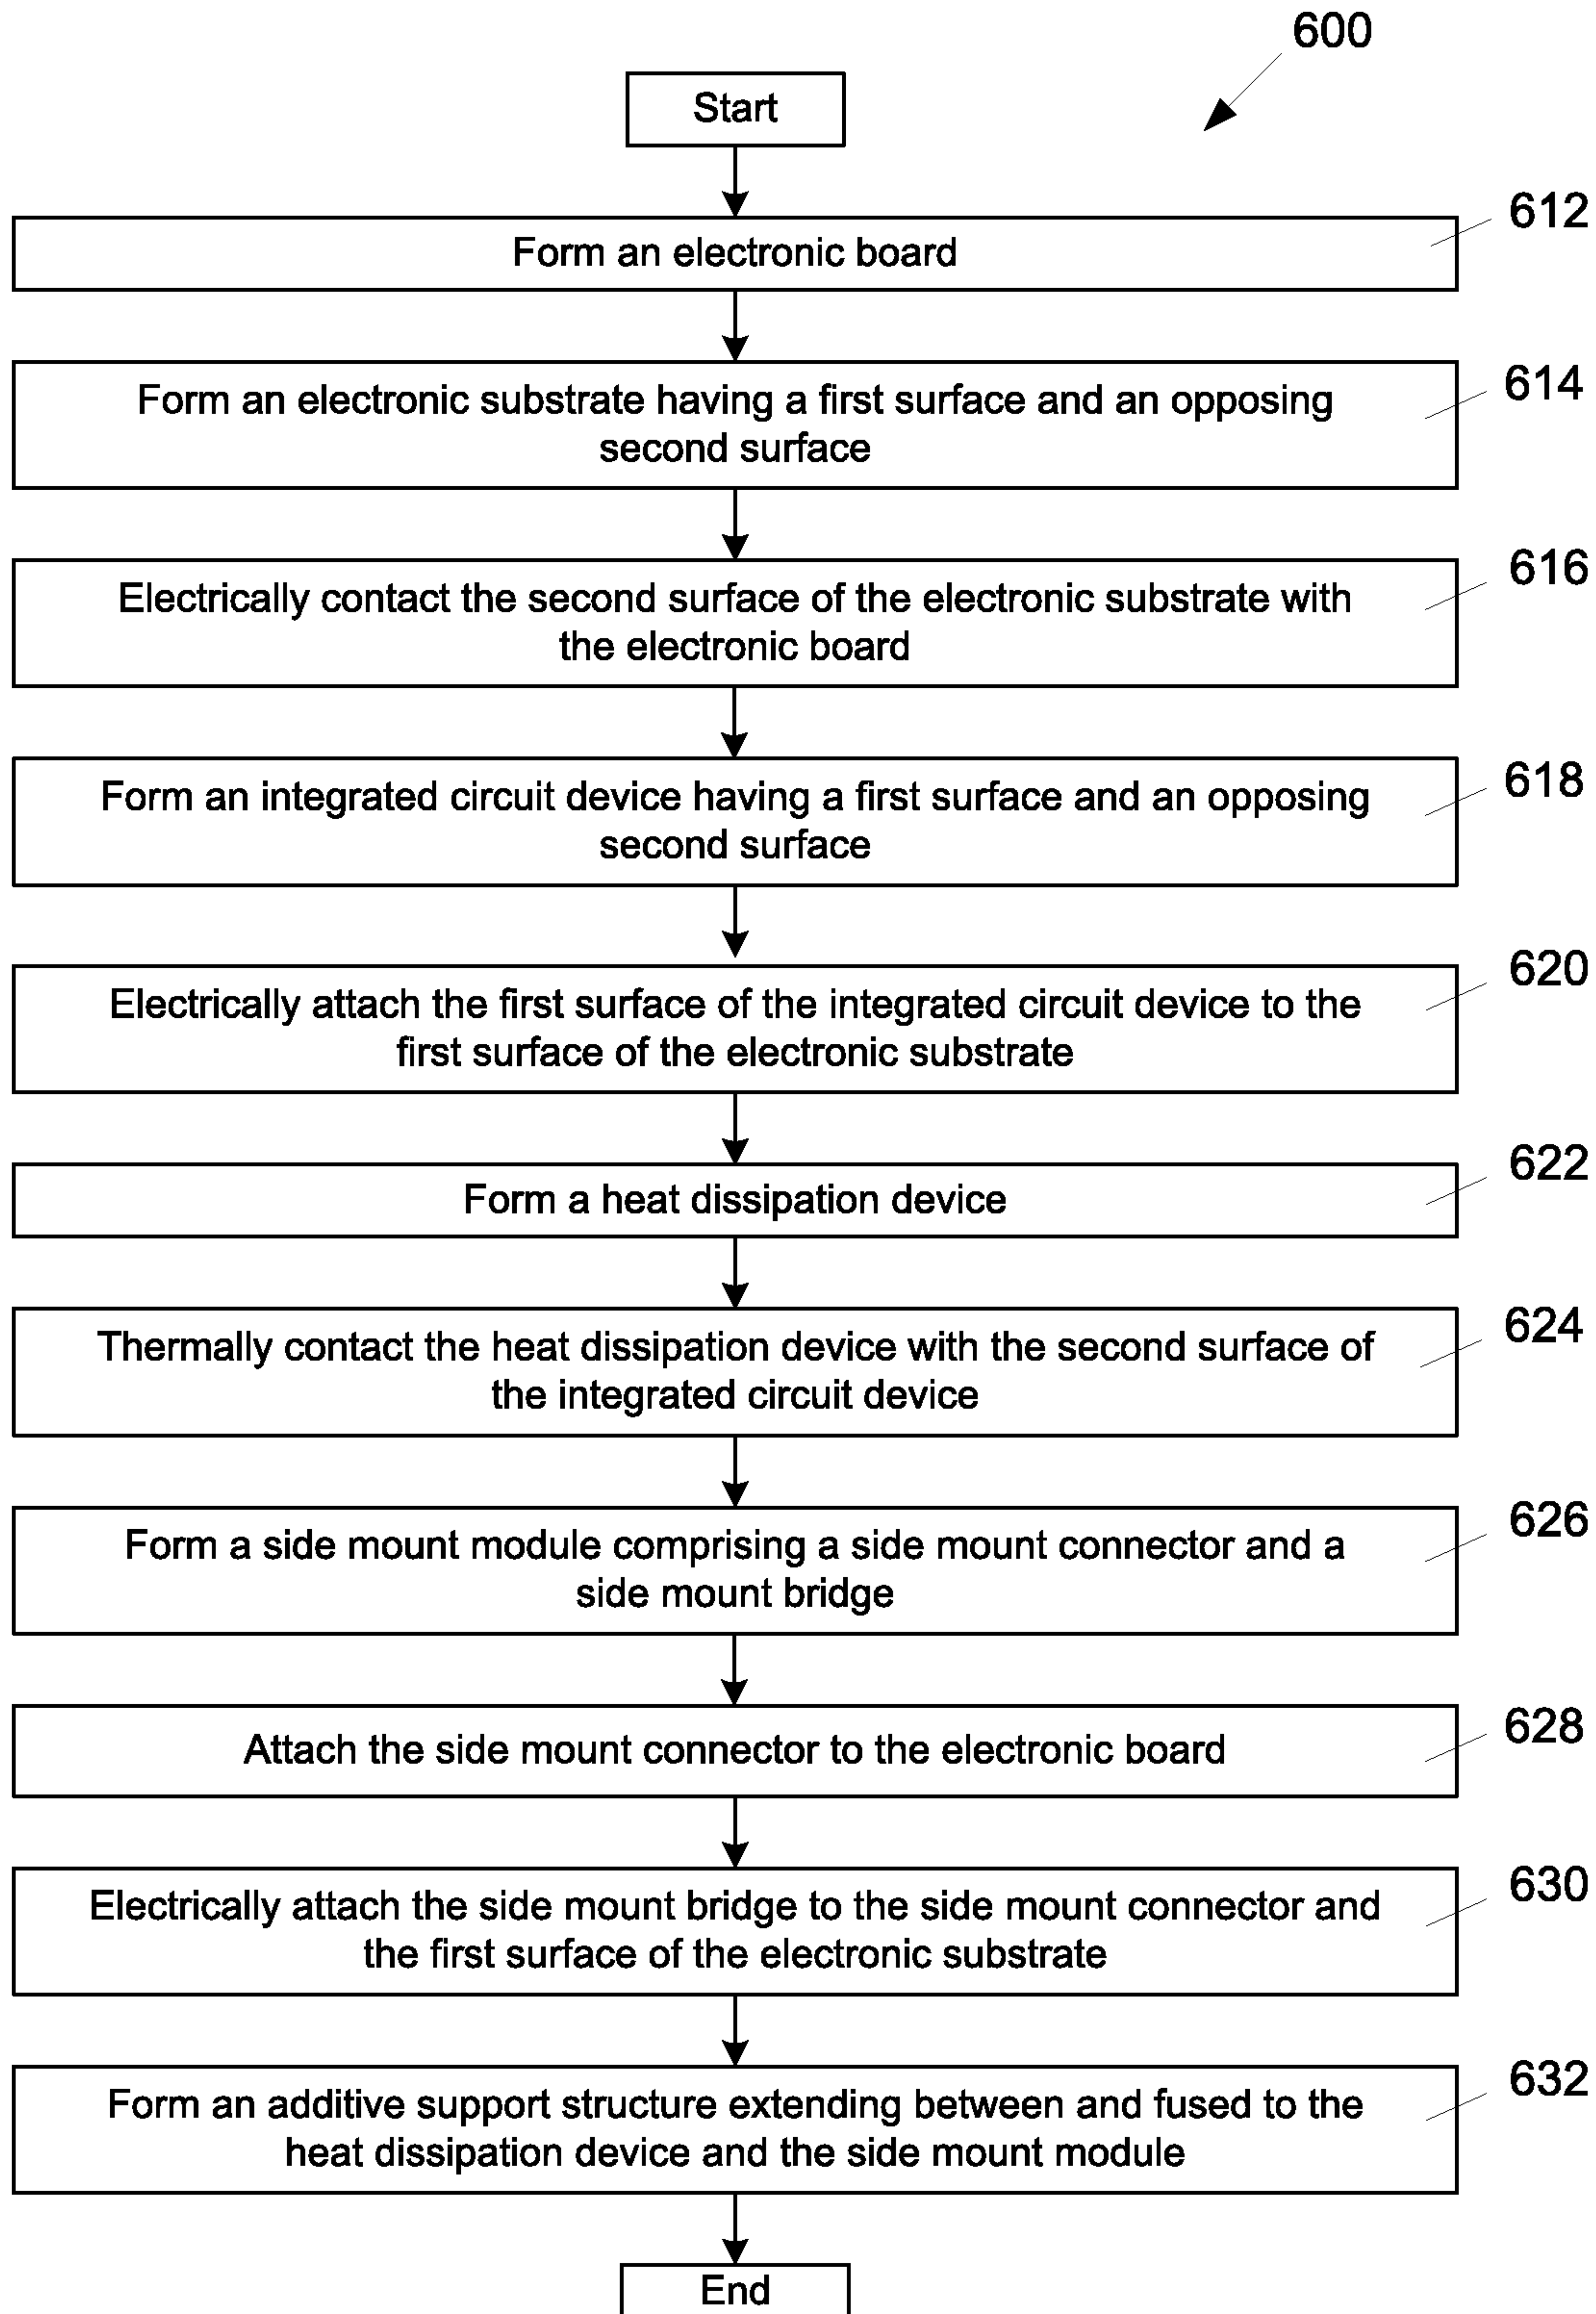 600
Start
612
Form an electronic board
614
Form an electronic substrate having a first surface and an opposing
second surface
616
Electrically contact the second surface of the electronic substrate with
the electronic board
618
Form an integrated circuit device having a first surface and an opposing
second surface
620
Electrically attach the first surface of the integrated circuit device to the
first surface of the electronic substrate
622
Form a heat dissipation device
624
Thermally contact the heat dissipation device with the second surface of
the integrated circuit device
626
Form a side mount module comprising a side mount connector and a
side mount bridge
628
Attach the side mount connector to the electronic board
630
Electrically attach the side mount bridge to the side mount connector and
the first surface of the electronic substrate
632
Form an additive support structure extending between and fused to the
heat dissipation device and the side mount module
End